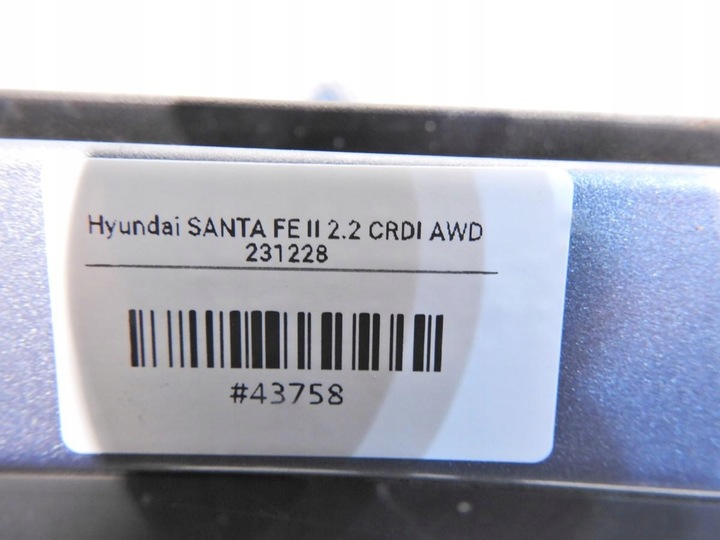 Hyundai SANTA FE II 2.2 CRDI AWD
231228
#43758